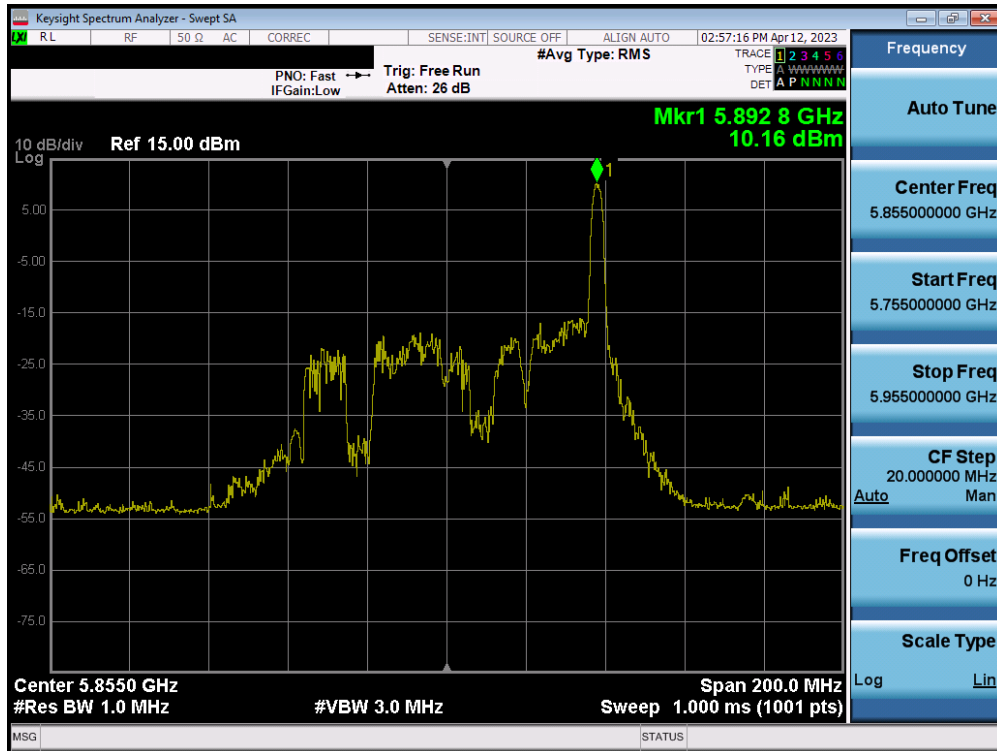 Keysight Spectrum Analyzer - Swept SA
LXI RL RF 50 Ω AC CORREC SENSE:INT SOURCE OFF ALIGN AUTO 02:57:16 PM Apr 12, 2023
#Avg Type: RMS
TRACE 1 2 3 4 5 6
PNO: Fast Trig: Free Run
TYPE A WWWWW
IFGain:Low Atten: 26 dB
DET A P N N N N
Mkr1 5.892 8 GHz
10.16 dBm
10 dB/div Ref 15.00 dBm
Log
1
5.00
-5.00
-15.0
-25.0
-35.0
-45.0
-55.0
-65.0
-75.0
Center 5.8550 GHz Span 200.0 MHz
#Res BW 1.0 MHz #VBW 3.0 MHz Sweep 1.000 ms (1001 pts)
MSG STATUS
Frequency
Auto Tune
Center Freq
5.855000000 GHz
Start Freq
5.755000000 GHz
Stop Freq
5.955000000 GHz
CF Step
20.000000 MHz
Auto Man
Freq Offset
0 Hz
Scale Type
Log Lin